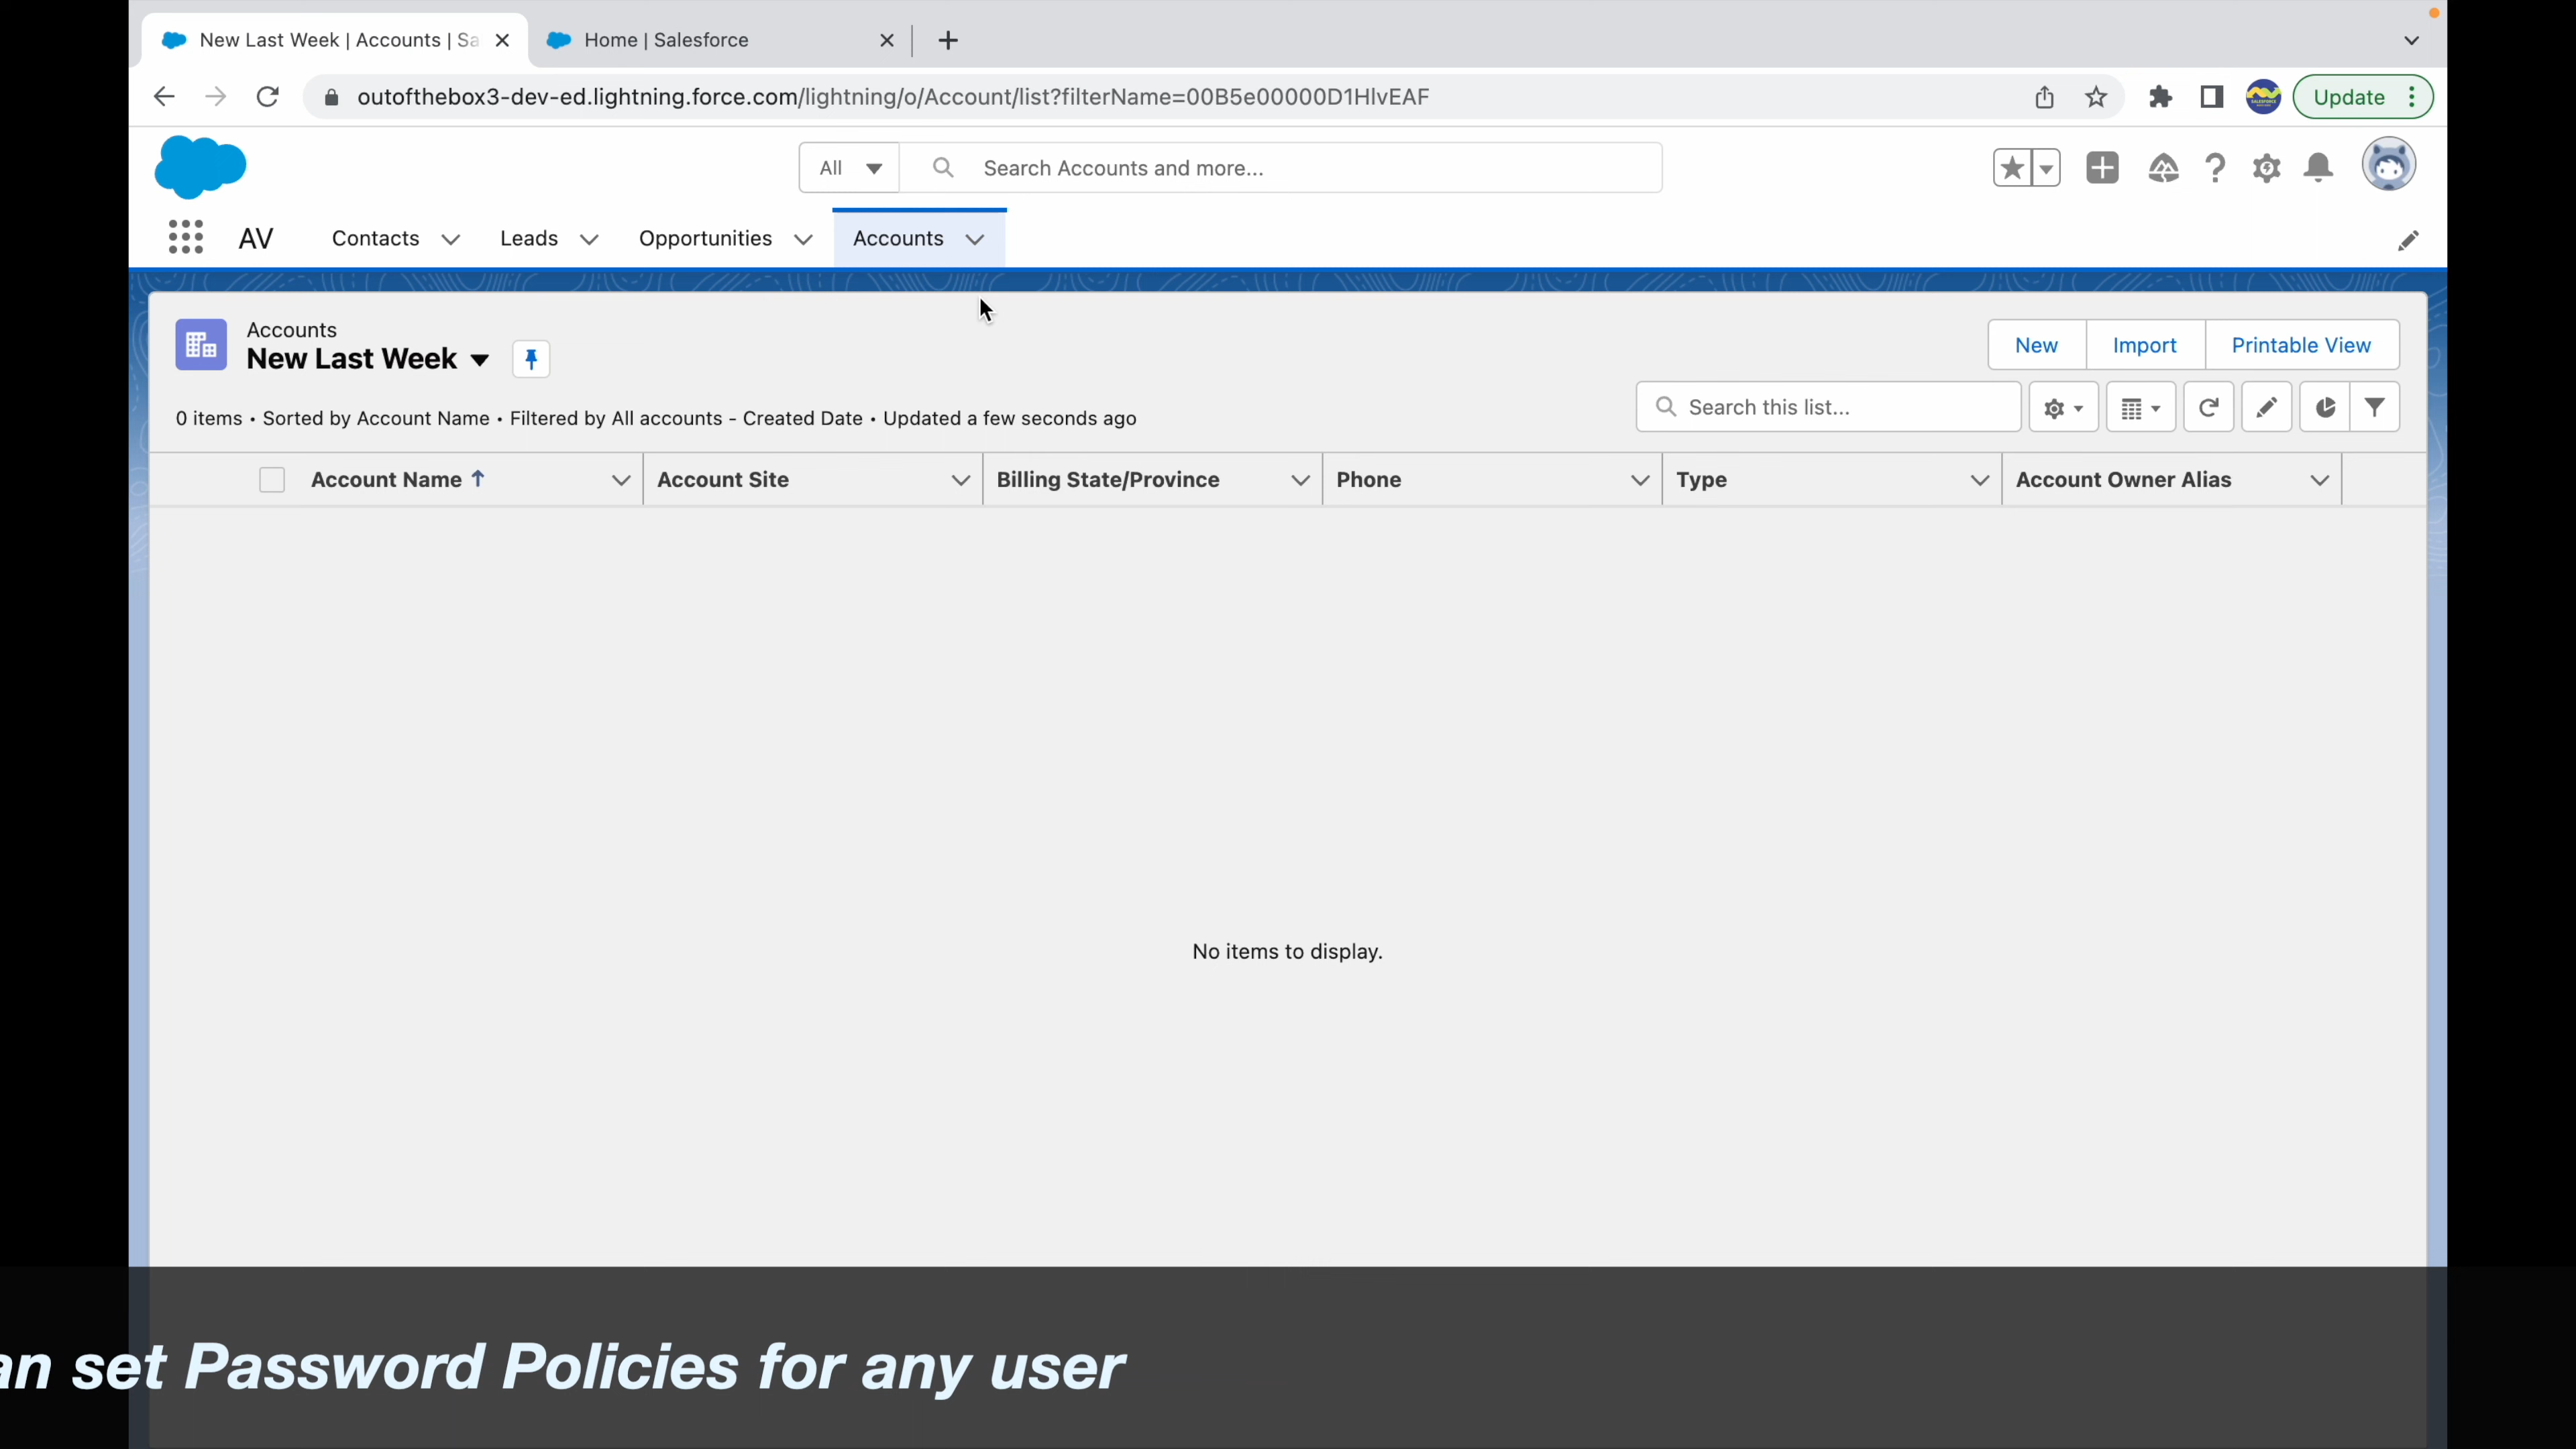 New Last Week | Accounts | Sa
Home | Salesforce
outofthebox3-dev-ed.lightning.force.com/lightning/o/Account/list?filterName=00B5e00000D1HlvEAF
Update
All
Search Accounts and more...
AV
Contacts
Leads
Opportunities
Accounts
Accounts
New Last Week
New
Import
Printable View
0 items • Sorted by Account Name • Filtered by All accounts - Created Date • Updated a few seconds ago
Search this list...
Account Name
Account Site
Billing State/Province
Phone
Type
Account Owner Alias
No items to display.
an set Password Policies for any user